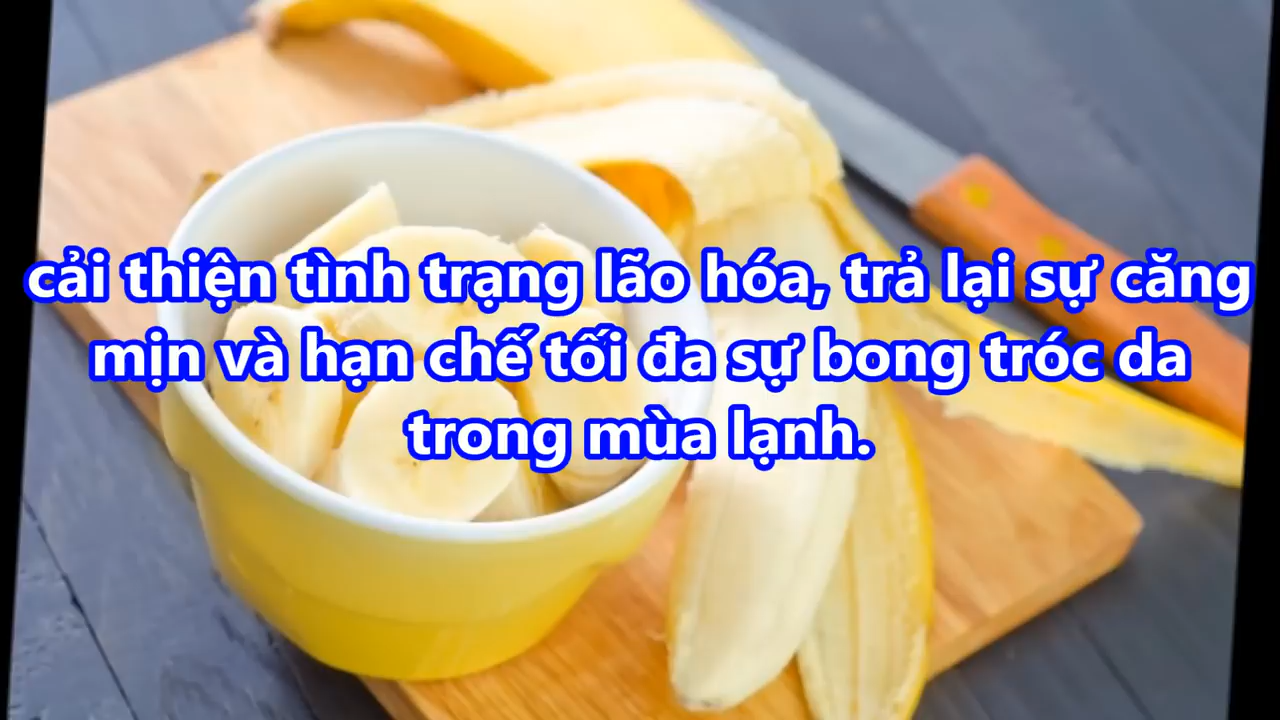 cải thiện tình trạng lão hóa, trả lại sự căng
mịn và hạn chế tối đa sự bong tróc da
trong mùa lạnh.